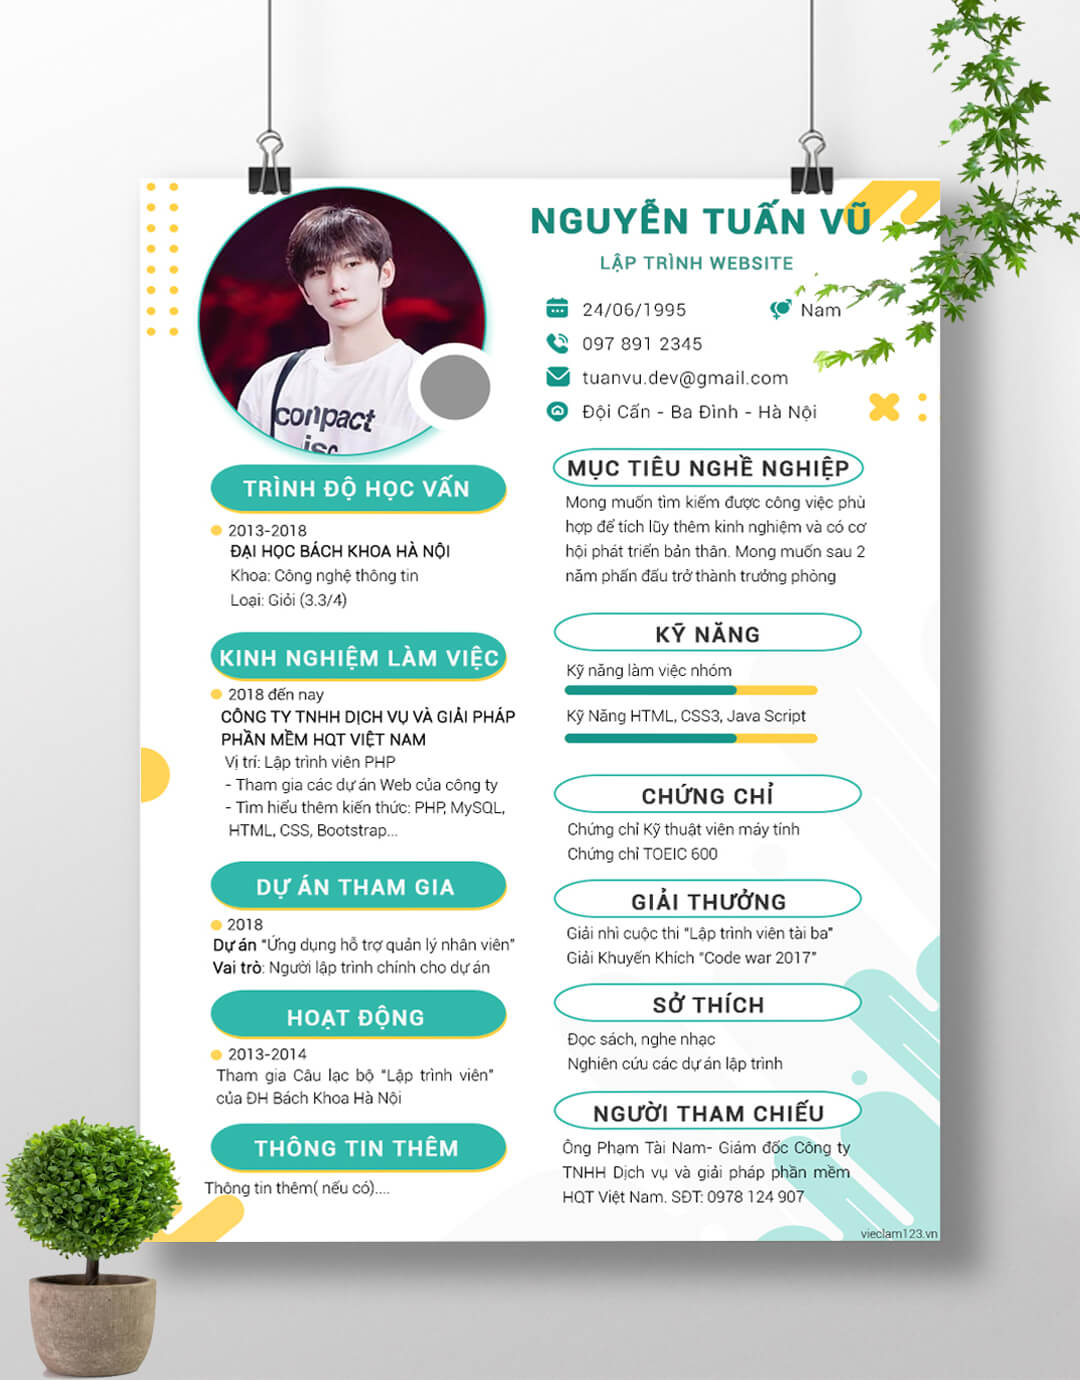 NGUYỄN TUẤN VŨ
LẬP TRÌNH WEBSITE
24/06/1995
Nam
097 891 2345
tuanvu.dev@gmail.com
Đội Cấn - Ba Đình - Hà Nội
conpact
TRÌNH ĐỘ HỌC VẤN
2013-2018
ĐẠI HỌC BÁCH KHOA HÀ NỘI
Khoa: Công nghệ thông tin
Loại: Giỏi (3.3/4)
KINH NGHIỆM LÀM VIỆC
2018 đến nay
CÔNG TY TNHH DỊCH VỤ VÀ GIẢI PHÁP
PHẦN MỀM HQT VIỆT NAM
Vị trí: Lập trình viên PHP
- Tham gia các dự án Web của công ty
- Tìm hiểu thêm kiến thức: PHP, MySQL,
HTML, CSS, Bootstrap...
DỰ ÁN THAM GIA
2018
Dự án “Ứng dụng hỗ trợ quản lý nhân viên”
Vai trò: Người lập trình chính cho dự án
HOẠT ĐỘNG
2013-2014
Tham gia Câu lạc bộ “Lập trình viên”
của ĐH Bách Khoa Hà Nội
THÔNG TIN THÊM
Thông tin thêm( nếu có)....
MỤC TIÊU NGHỀ NGHIỆP
Mong muốn tìm kiếm được công việc phù
hợp để tích lũy thêm kinh nghiệm và có cơ
hội phát triển bản thân. Mong muốn sau 2
năm phấn đấu trở thành trưởng phòng
KỸ NĂNG
Kỹ năng làm việc nhóm
Kỹ Năng HTML, CSS3, Java Script
CHỨNG CHỈ
Chứng chỉ Kỹ thuật viên máy tính
Chứng chỉ TOEIC 600
GIẢI THƯỞNG
Giải nhì cuộc thi “Lập trình viên tài ba”
Giải Khuyến Khích “Code war 2017”
SỞ THÍCH
Đọc sách, nghe nhạc
Nghiên cứu các dự án lập trình
NGƯỜI THAM CHIẾU
Ông Phạm Tài Nam- Giám đốc Công ty
TNHH Dịch vụ và giải pháp phần mềm
HQT Việt Nam. SĐT: 0978 124 907
vieclam123.vn